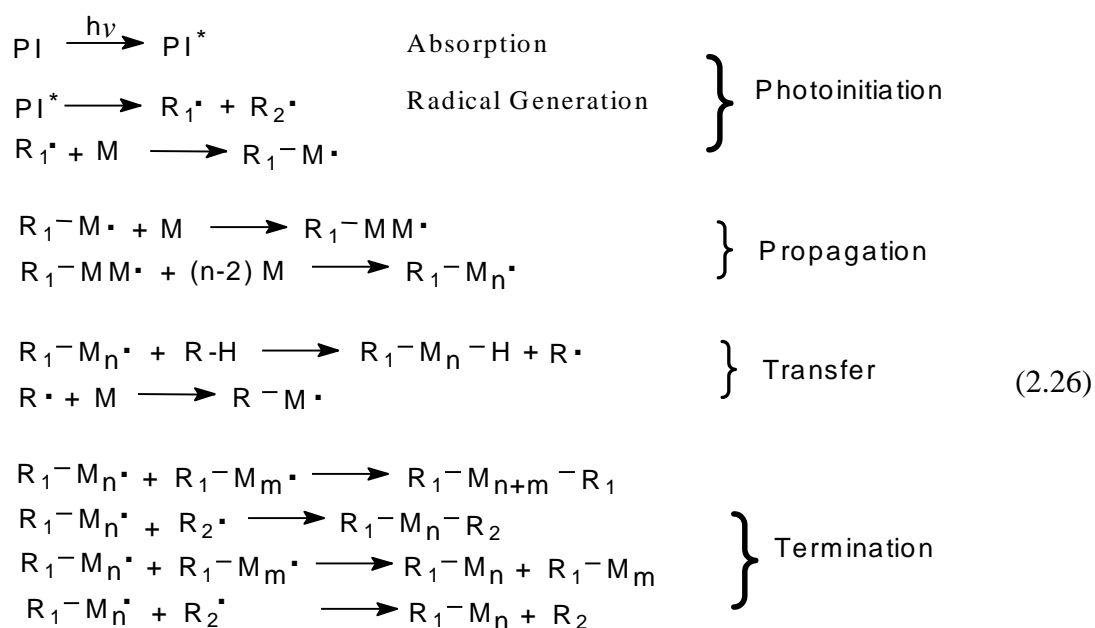 PI hν→ PI* Absorption
PI* → R₁• + R₂• Radical Generation
Photoinitiation
R₁• + M → R₁–M•
R₁–M• + M → R₁–MM•
Propagation
R₁–MM• + (n-2) M → R₁–Mₙ•
R₁–Mₙ• + R-H → R₁–Mₙ–H + R•
Transfer (2.26)
R• + M → R–M•
R₁–Mₙ• + R₁–Mₘ• → R₁–Mₙ₊ₘ–R₁
R₁–Mₙ• + R₂• → R₁–Mₙ–R₂
Termination
R₁–Mₙ• + R₁–Mₘ• → R₁–Mₙ + R₁–Mₘ
R₁–Mₙ• + R₂• → R₁–Mₙ + R₂